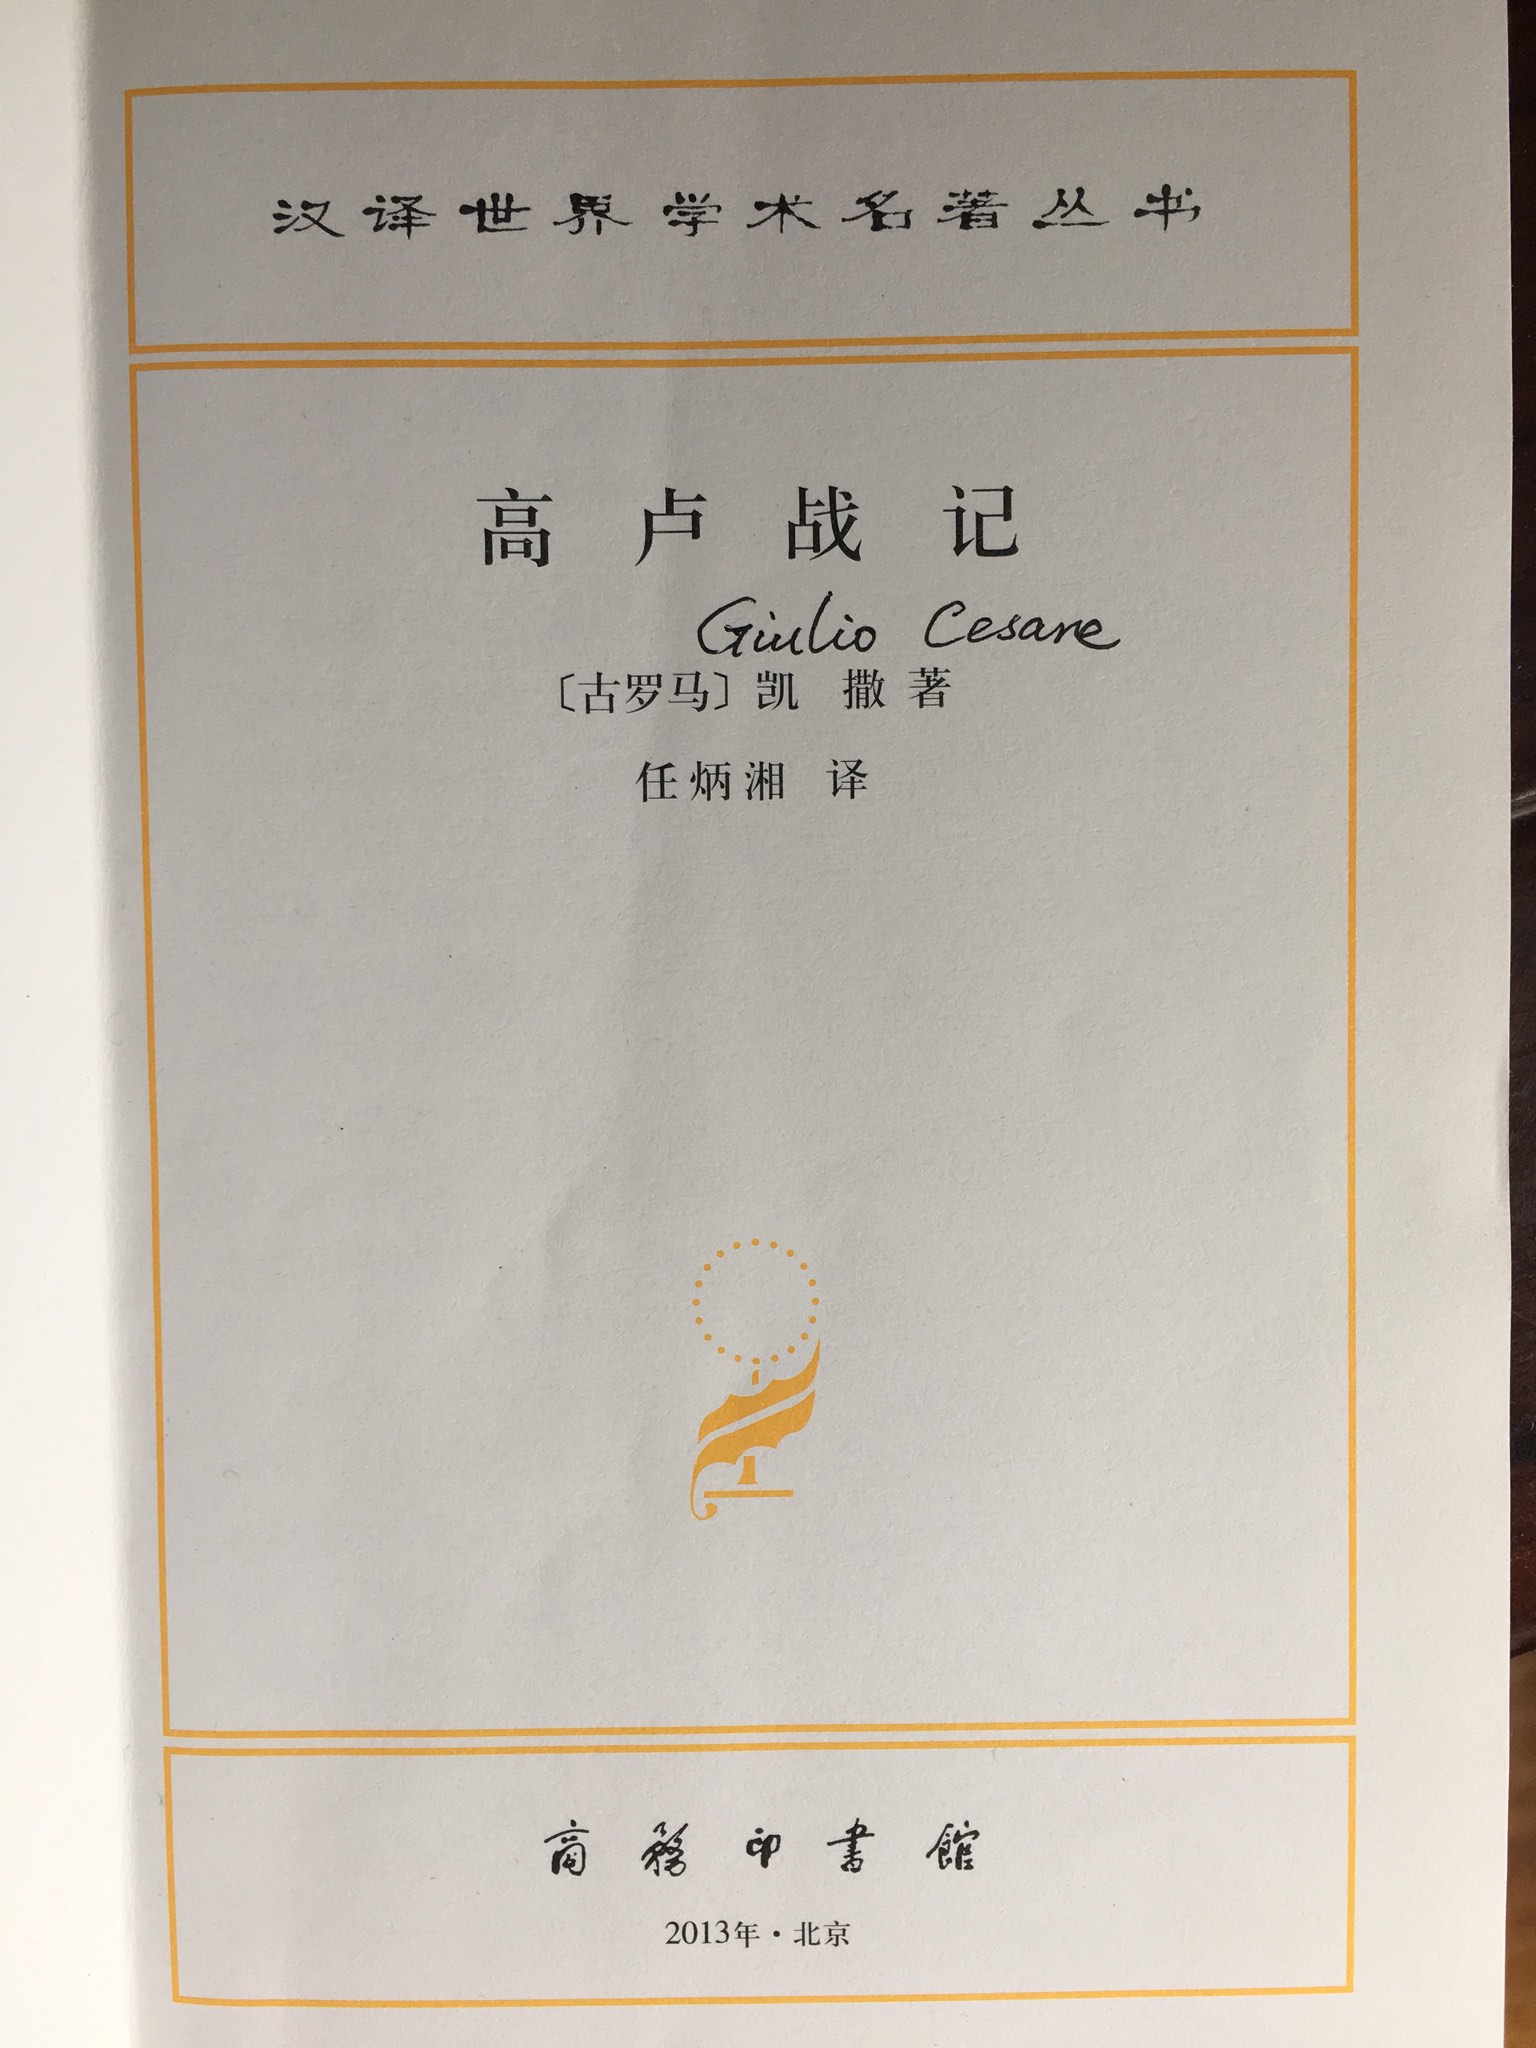 汉译世界学术名著丛书
高卢战记
Giulio Cesare
〔古罗马〕凯 撒 著
任炳湘 译
商務印書館
2013年·北京